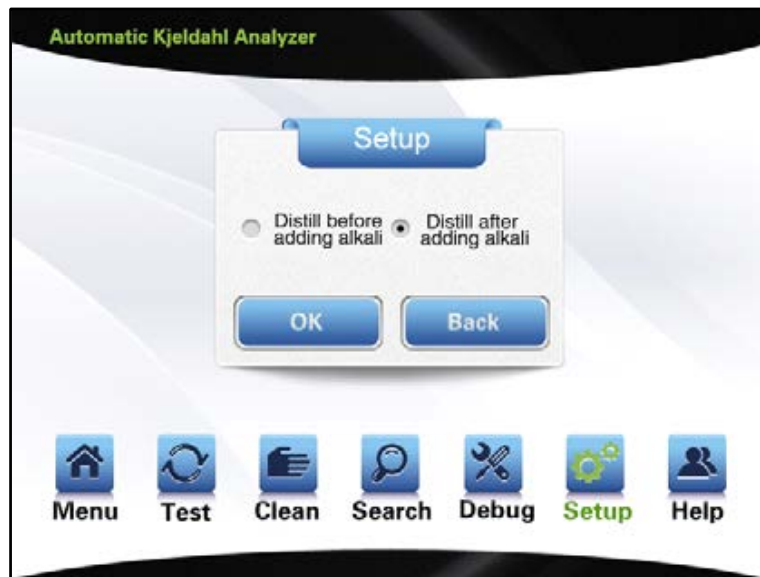 Automatic Kjeldahl Analyzer
Setup
Distill before
adding alkali
Distill after
adding alkali
OK
Back
Menu
Test
Clean
Search
Debug
Setup
Help